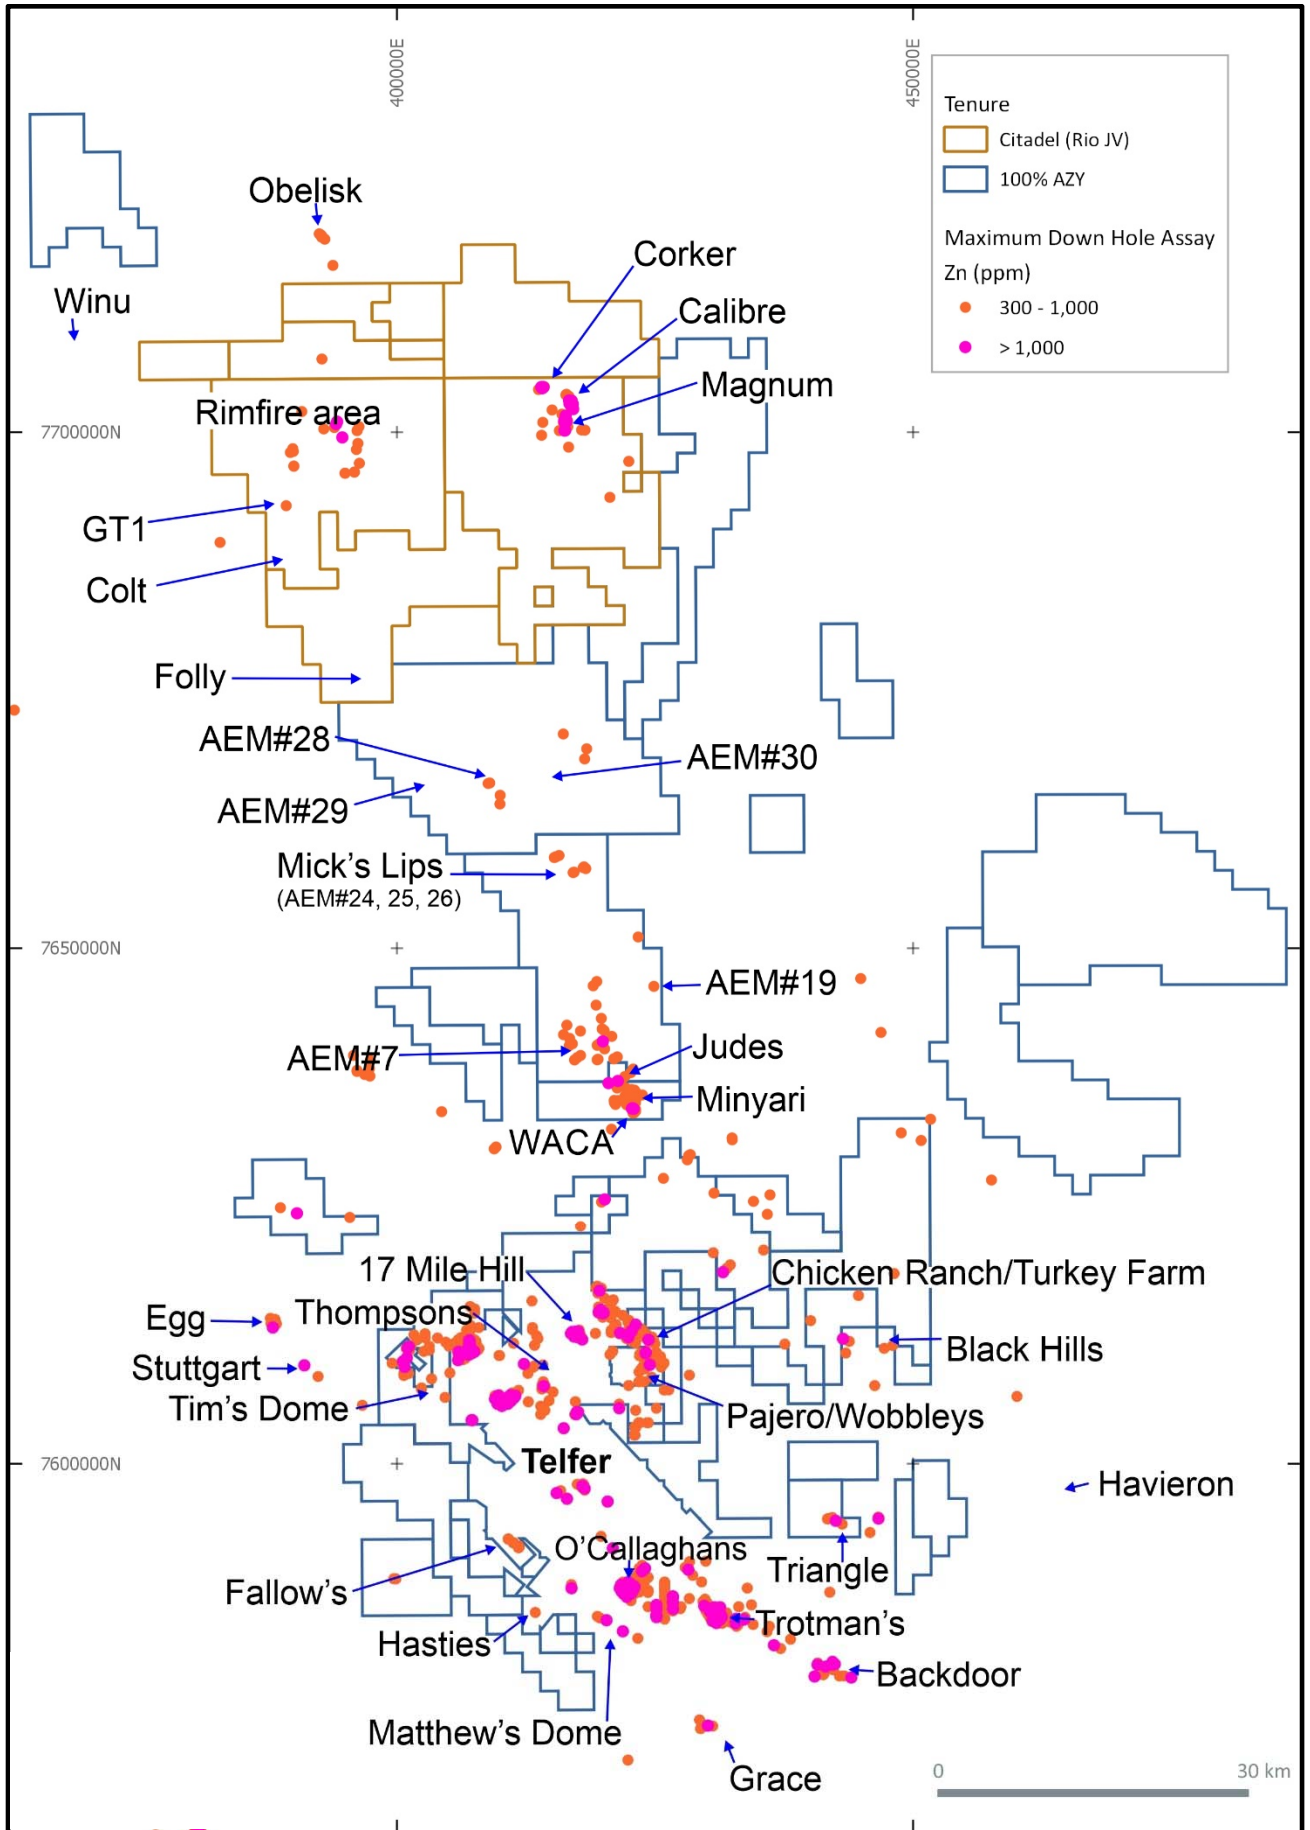 400000E
450000E
Tenure
Citadel (Rio JV)
100% AZY
Maximum Down Hole Assay
Zn (ppm)
300 - 1,000
> 1,000
Obelisk
Corker
Winu
Calibre
Magnum
Rimfire area
7700000N
GT1
Colt
Folly
AEM#28
AEM#30
AEM#29
Mick's Lips
(AEM#24, 25, 26)
7650000N
AEM#19
Judes
AEM#7
Minyari
WACA
17 Mile Hill
Chicken Ranch/Turkey Farm
Egg
Thompsons
Black Hills
Stuttgart
Tim's Dome
Pajero/Wobbleys
Telfer
7600000N
Havieron
O'Callaghans
Triangle
Fallow's
Trotman's
Hasties
Backdoor
Matthew's Dome
Grace
0
30 km